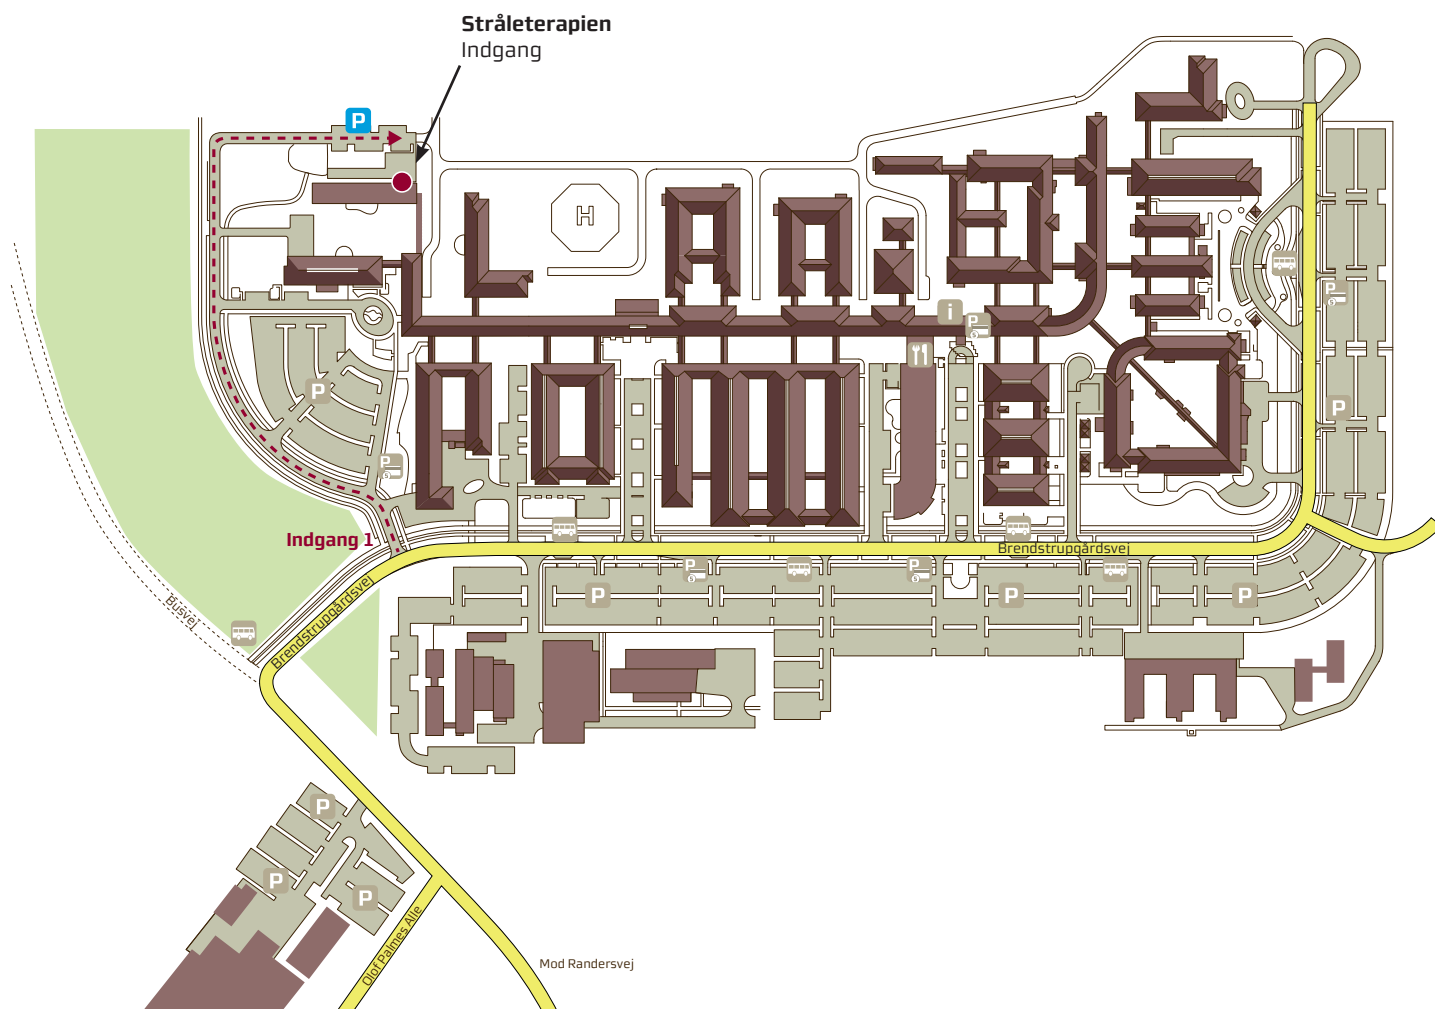 Stråleterapien
Indgang
P
H
i
P
P
S
P
S
P
P
S
Indgang 1
Brendstrupgårdsvej
P
S
P
S
P
P
P
Busvej
Brendstrupgårdsvej
P
P
P
Olof Palmes Alle
Mod Randersvej